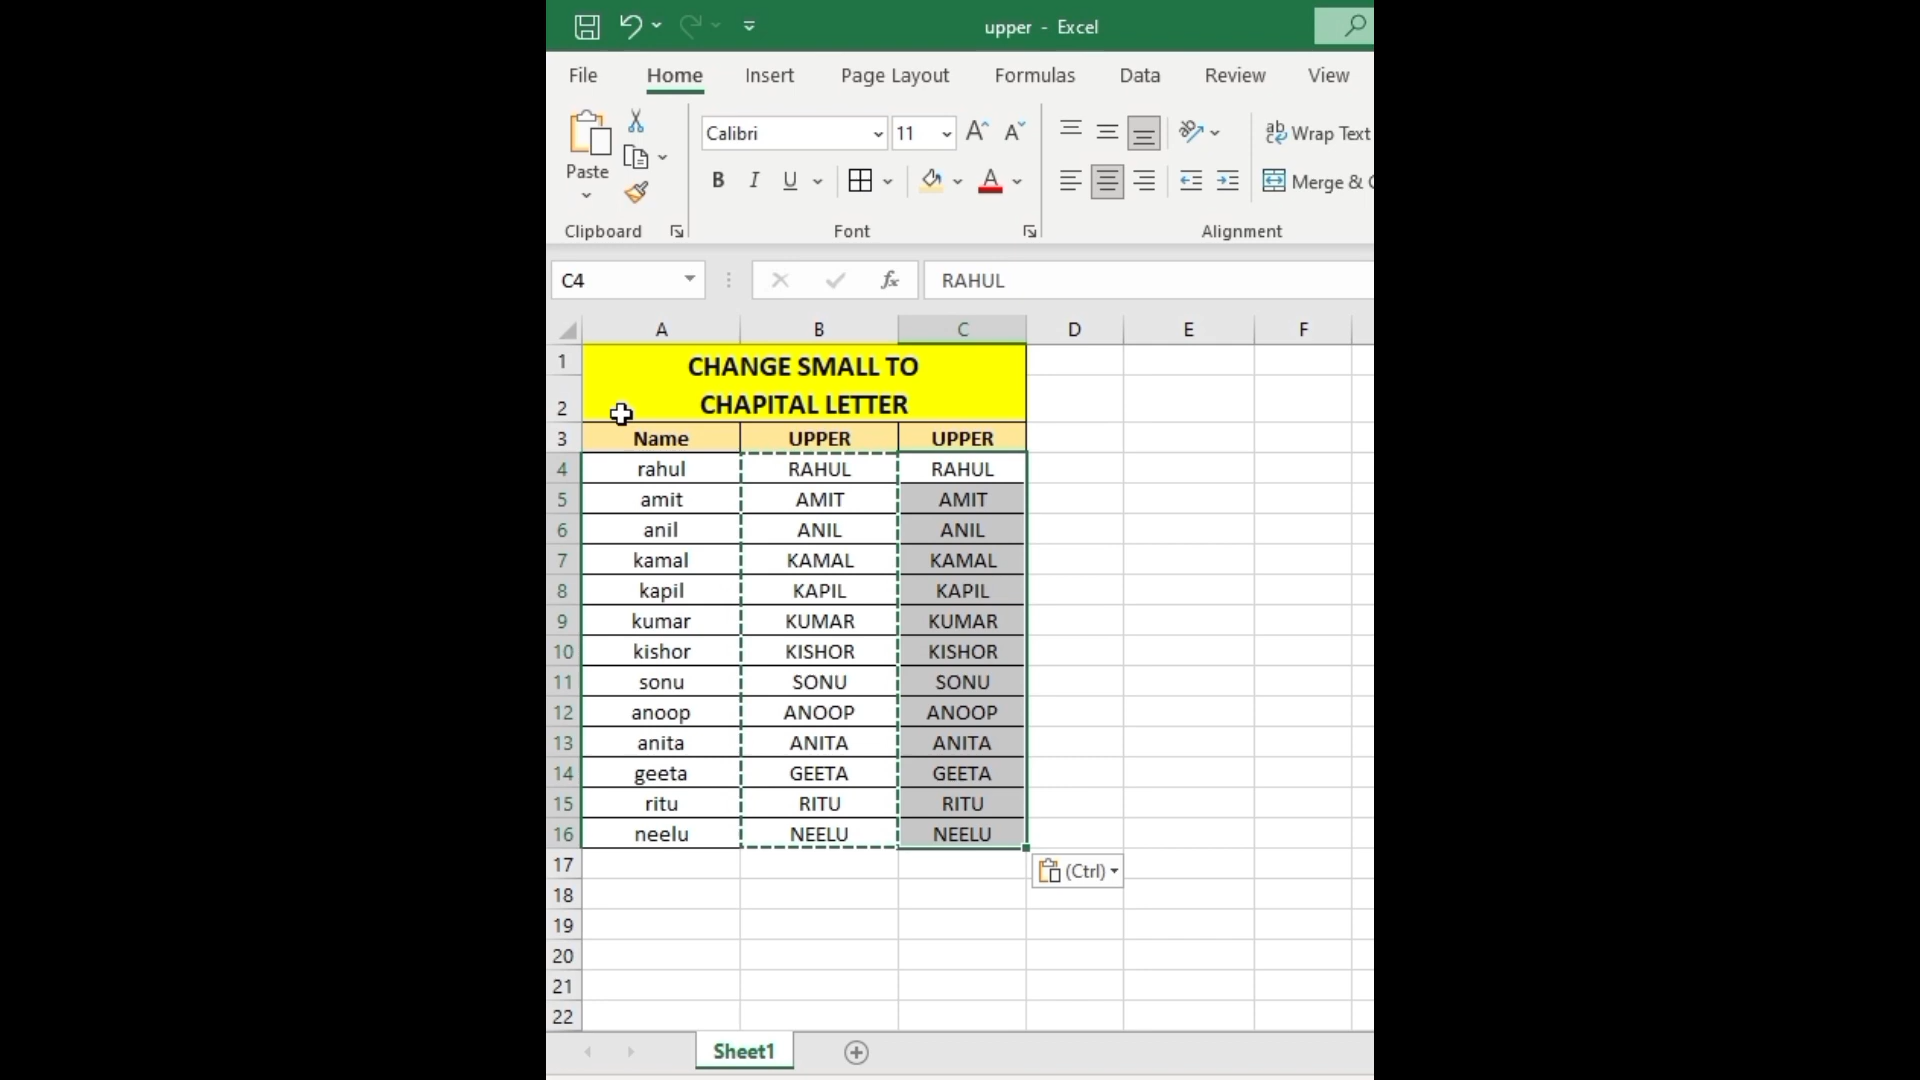 upper - Excel
File Home Insert Page Layout Formulas Data Review View
Paste
Calibri 11 A A ab Wrap Text
B I U A Merge &
Clipboard Font Alignment
C4 fx RAHUL
A B C D E F
1 CHANGE SMALL TO
2 CHAPITAL LETTER
3 Name UPPER UPPER
4 rahul RAHUL RAHUL
5 amit AMIT AMIT
6 anil ANIL ANIL
7 kamal KAMAL KAMAL
8 kapil KAPIL KAPIL
9 kumar KUMAR KUMAR
10 kishor KISHOR KISHOR
11 sonu SONU SONU
12 anoop ANOOP ANOOP
13 anita ANITA ANITA
14 geeta GEETA GEETA
15 ritu RITU RITU
16 neelu NEELU NEELU
17 (Ctrl)
18
19
20
21
22
Sheet1